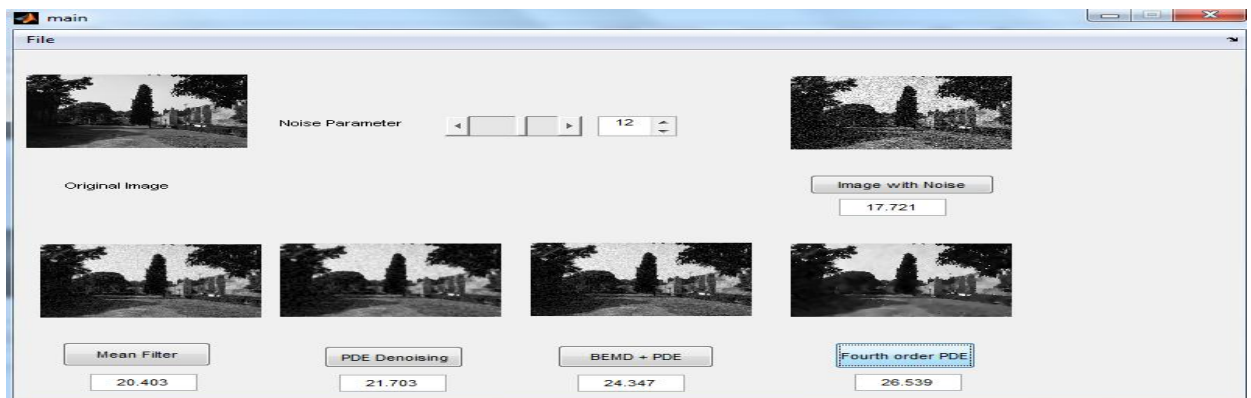 main
File
Noise Parameter
12
Original Image
Image with Noise
17.721
Mean Filter
PDE Denoising
BEMD + PDE
Fourth order PDE
20.403
21.703
24.347
26.539